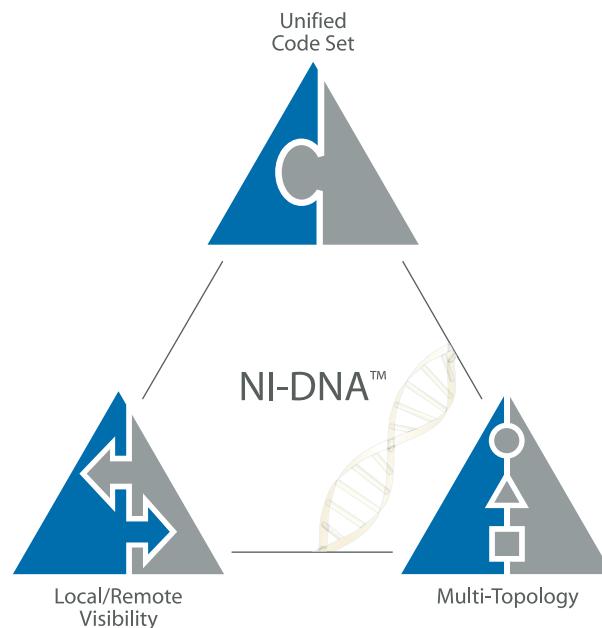 Unified
Code Set
NI-DNA™
Local/Remote
Visibility
Multi-Topology